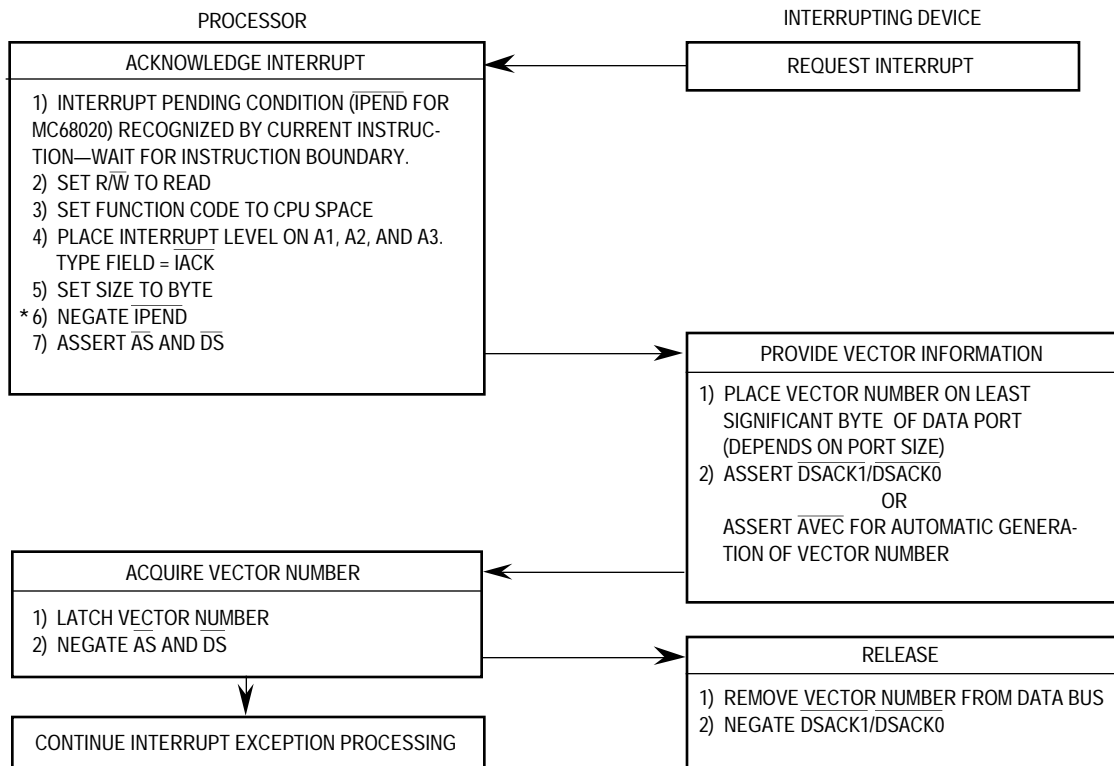 PROCESSOR
INTERRUPTING DEVICE
ACKNOWLEDGE INTERRUPT
REQUEST INTERRUPT
1) INTERRUPT PENDING CONDITION (IPEND FOR
MC68020) RECOGNIZED BY CURRENT INSTRUC-
TION—WAIT FOR INSTRUCTION BOUNDARY.
2) SET R/W TO READ
3) SET FUNCTION CODE TO CPU SPACE
4) PLACE INTERRUPT LEVEL ON A1, A2, AND A3.
TYPE FIELD = IACK
5) SET SIZE TO BYTE
*6) NEGATE IPEND
7) ASSERT AS AND DS
PROVIDE VECTOR INFORMATION
1) PLACE VECTOR NUMBER ON LEAST
SIGNIFICANT BYTE OF DATA PORT
(DEPENDS ON PORT SIZE)
2) ASSERT DSACK1/DSACK0
OR
ASSERT AVEC FOR AUTOMATIC GENERA-
TION OF VECTOR NUMBER
ACQUIRE VECTOR NUMBER
1) LATCH VECTOR NUMBER
2) NEGATE AS AND DS
RELEASE
1) REMOVE VECTOR NUMBER FROM DATA BUS
2) NEGATE DSACK1/DSACK0
CONTINUE INTERRUPT EXCEPTION PROCESSING